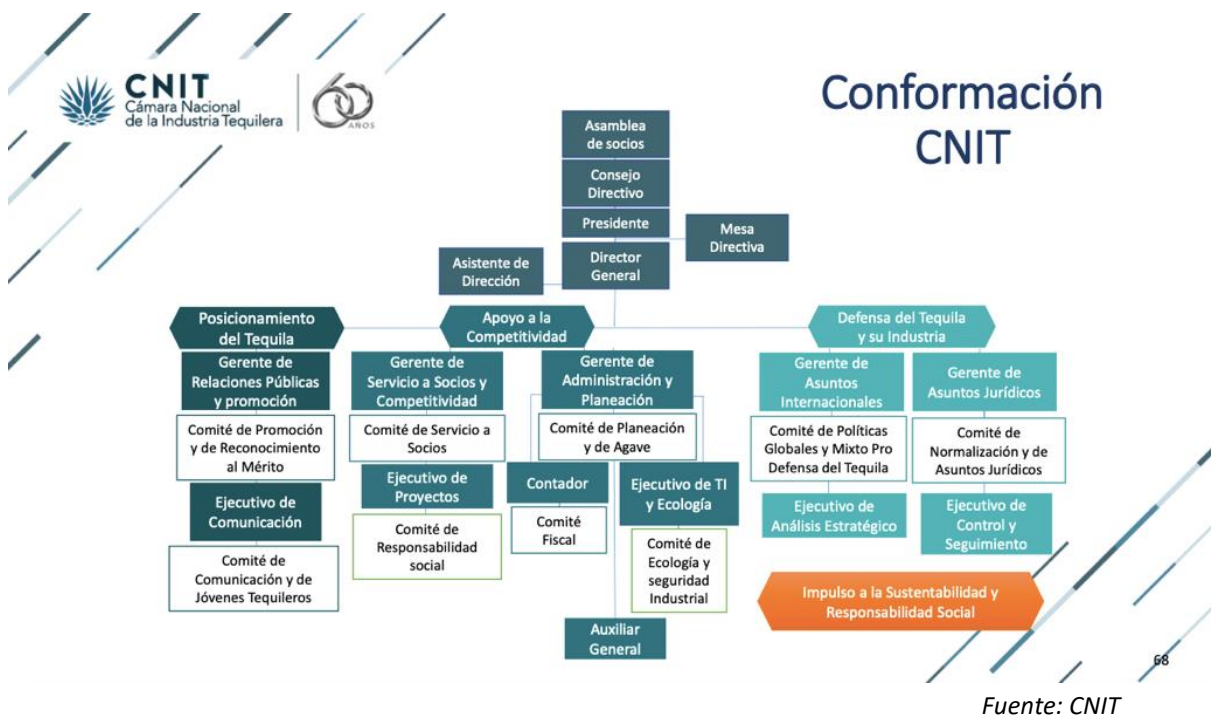 CNIT
Cámara Nacional
de la Industria Tequilera
60
AÑOS
Conformación
CNIT
Asamblea
de socios
Consejo
Directivo
Presidente
Mesa
Directiva
Director
General
Asistente de
Dirección
Posicionamiento
del Tequila
Apoyo a la
Competitividad
Defensa del Tequila
y su Industria
Gerente de
Relaciones Públicas
y promoción
Gerente de
Servicio a Socios y
Competitividad
Gerente de
Administración y
Planeación
Gerente de
Asuntos
Internacionales
Gerente de
Asuntos Jurídicos
Comité de Promoción
y de Reconocimiento
al Mérito
Comité de Servicio a
Socios
Comité de Planeación
y de Agave
Comité de Políticas
Globales y Mixto Pro
Defensa del Tequila
Comité de
Normalización y de
Asuntos Jurídicos
Ejecutivo de
Comunicación
Ejecutivo de
Proyectos
Contador
Ejecutivo de TI
y Ecología
Ejecutivo de
Análisis Estratégico
Ejecutivo de
Control y
Seguimiento
Comité de
Comunicación y de
Jóvenes Tequileros
Comité de
Responsabilidad
social
Comité
Fiscal
Comité de
Ecología y
seguridad
Industrial
Impulso a la Sustentabilidad y
Responsabilidad Social
Auxiliar
General
68
Fuente: CNIT